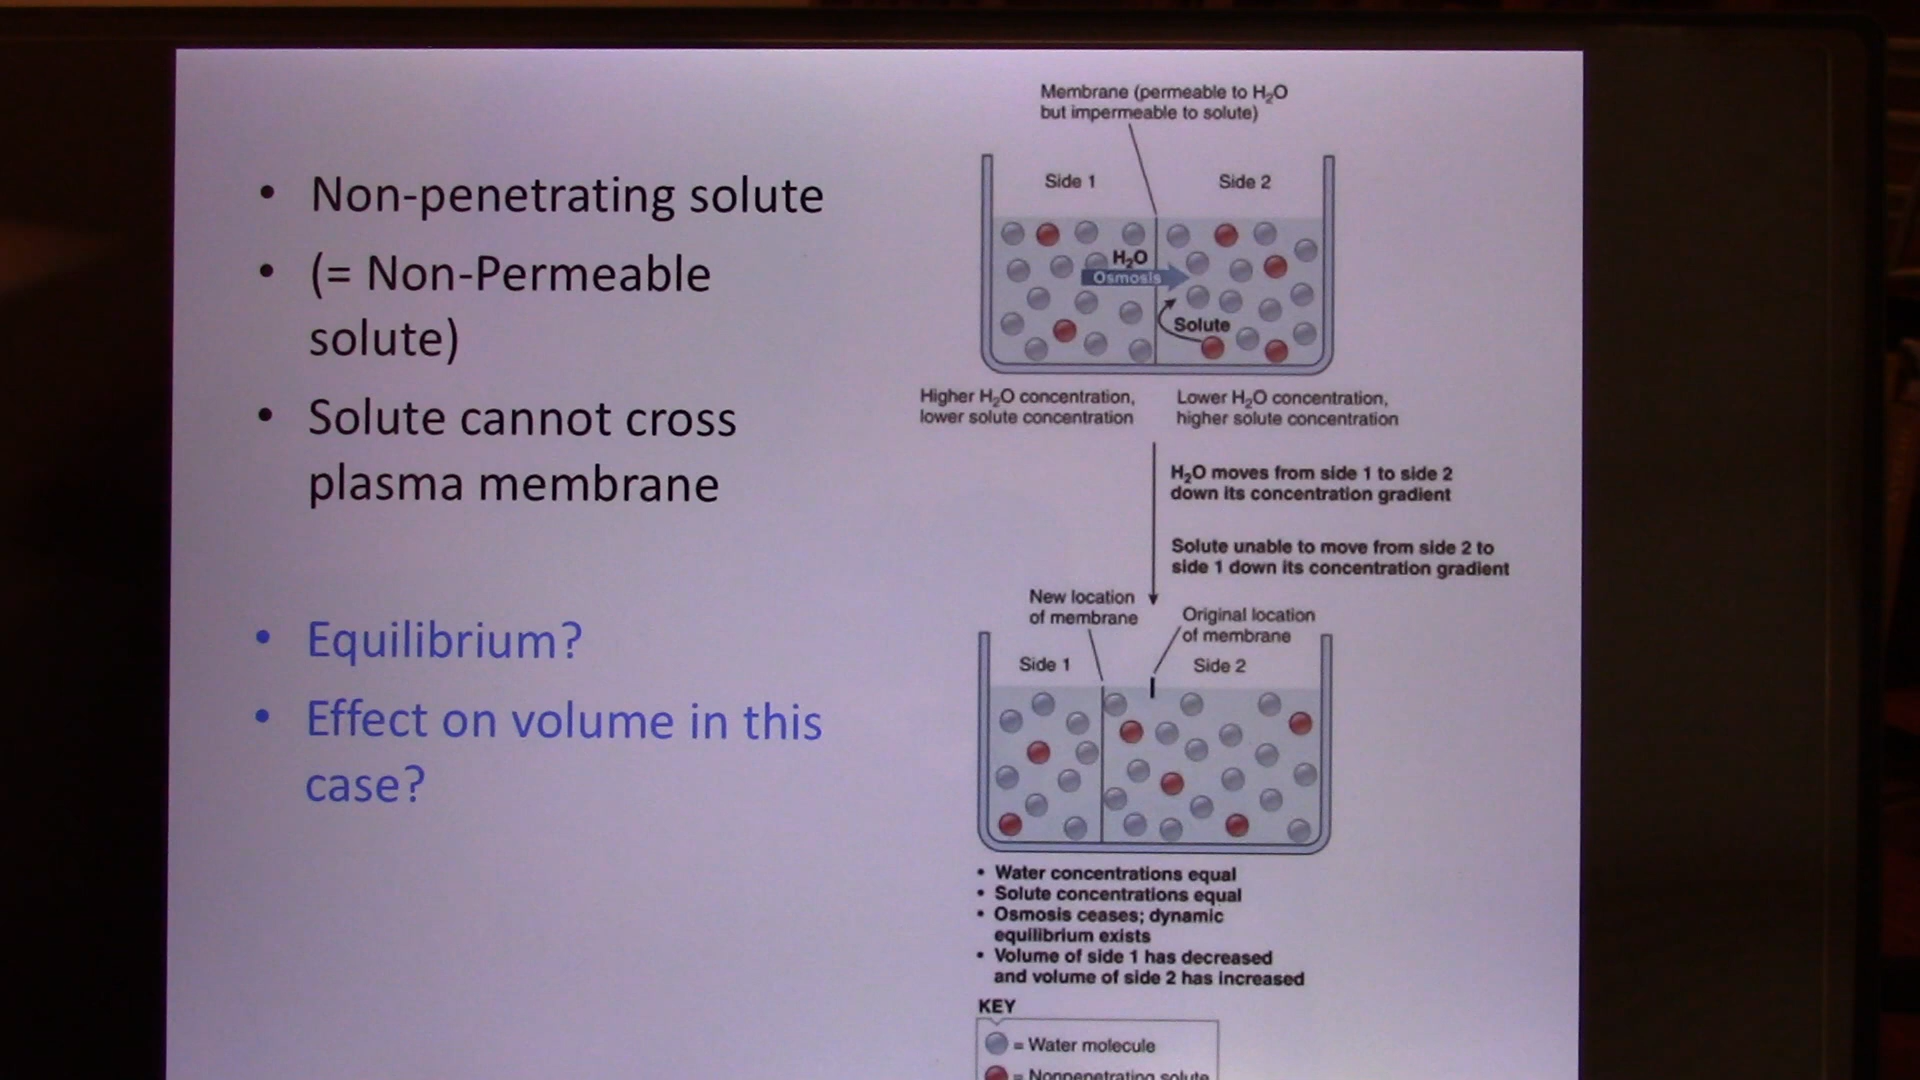 • Non-penetrating solute
• (= Non-Permeable
solute)
• Solute cannot cross
plasma membrane
• Equilibrium?
• Effect on volume in this
case?
Membrane (permeable to H₂O
but impermeable to solute)
Side 1
Side 2
H₂O
Osmosis
Solute
Higher H₂O concentration,
lower solute concentration
Lower H₂O concentration,
higher solute concentration
H₂O moves from side 1 to side 2
down its concentration gradient
Solute unable to move from side 2 to
side 1 down its concentration gradient
New location
of membrane
Original location
of membrane
Side 1
Side 2
• Water concentrations equal
• Solute concentrations equal
• Osmosis ceases; dynamic
equilibrium exists
• Volume of side 1 has decreased
and volume of side 2 has increased
KEY
= Water molecule
= Nonpenetrating solute